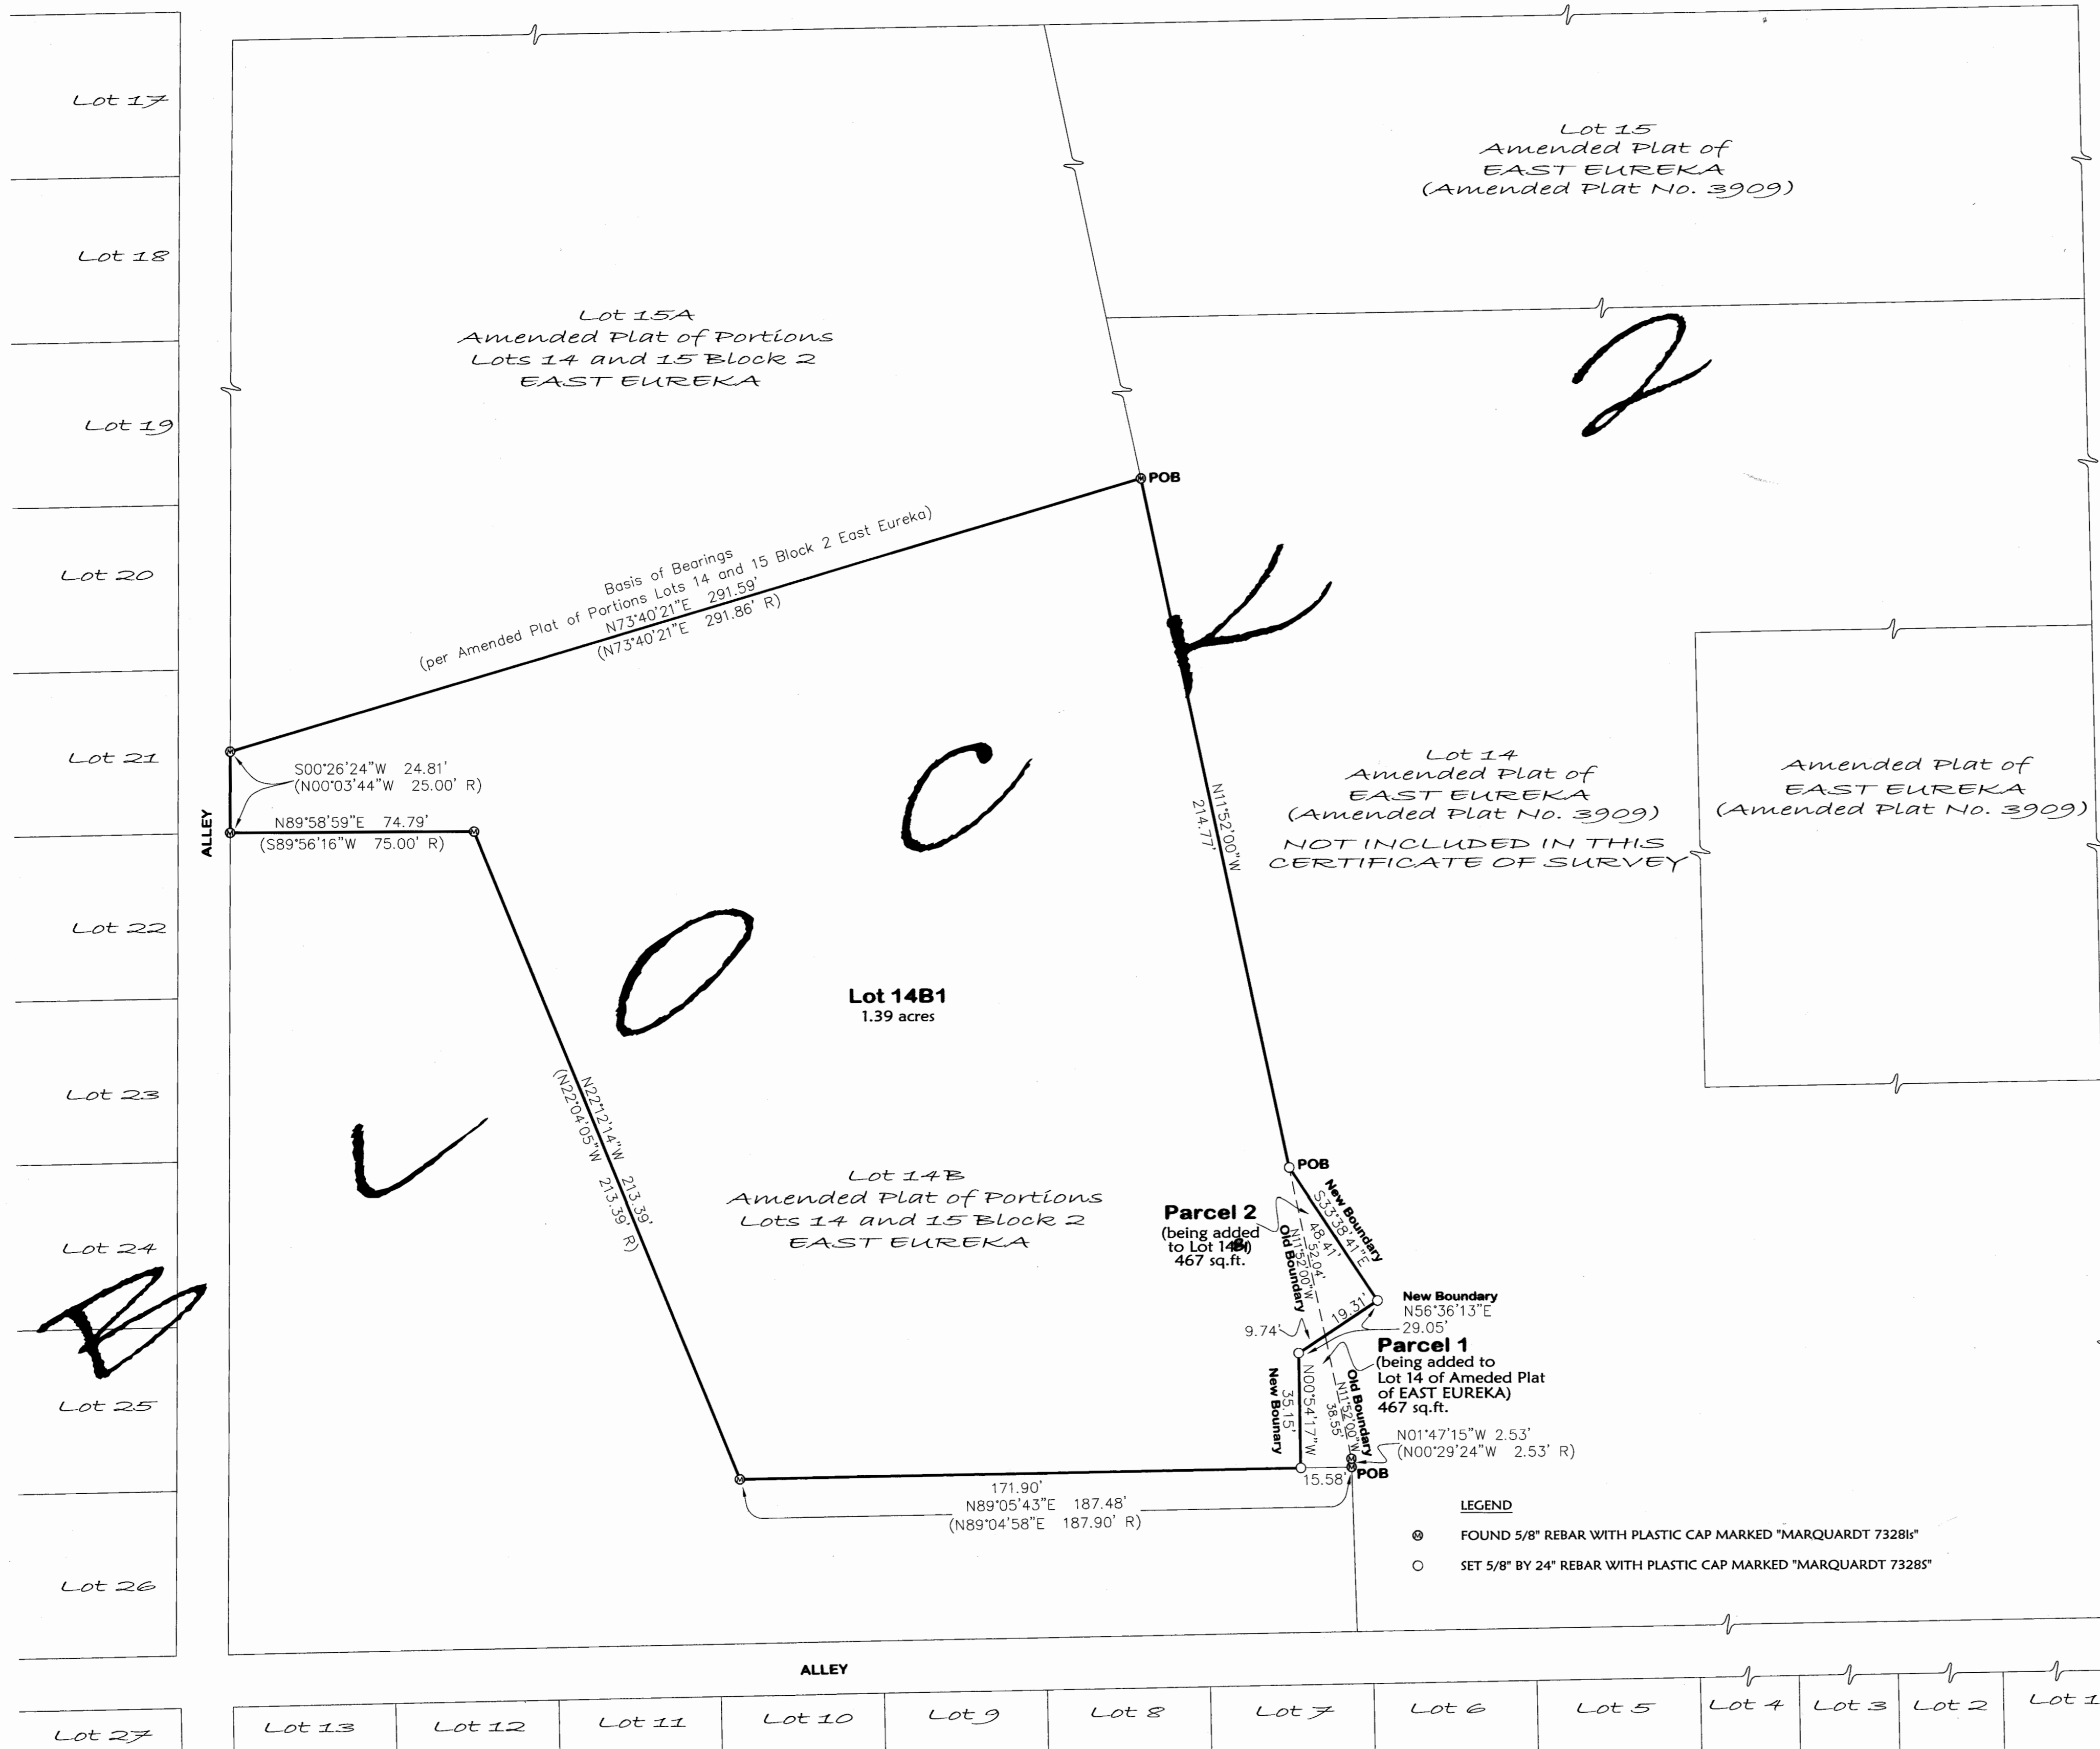 Lot 17
Lot 18
Lot 19
Lot 20
Lot 21
Lot 22
Lot 23
Lot 24
Lot 25
Lot 26
Lot 27
ALLEY
Lot 15A
Amended Plat of Portions
Lots 14 and 15 Block 2
EAST EUREKA
Lot 15
Amended Plat of
EAST EUREKA
(Amended Plat No. 3909)
B L O C K 2
POB
Basis of Bearings
(per Amended Plat of Portions Lots 14 and 15 Block 2 East Eureka)
N73°40'21"E 291.59'
(N73°40'21"E 291.86' R)
S00°26'24"W 24.81'
(N00°03'44"W 25.00' R)
N89°58'59"E 74.79'
(S89°56'16"W 75.00' R)
N11°52'00"W
214.77'
Lot 14
Amended Plat of
EAST EUREKA
(Amended Plat No. 3909)
NOT INCLUDED IN THIS
CERTIFICATE OF SURVEY
Amended Plat of
EAST EUREKA
(Amended Plat No. 3909)
Lot 14B1
1.39 acres
N22°12'14"W 213.39'
(N22°04'05"W 213.39' R)
Lot 14B
Amended Plat of Portions
Lots 14 and 15 Block 2
EAST EUREKA
POB
New Boundary
S33°38'41"E
48.41'
52.04'
N11°52'00"W
Old Boundary
Parcel 2
(being added
to Lot
467 sq.ft.
New Boundary
N56°36'13"E
29.05'
19.31'
9.74'
Parcel 1
(being added to
Lot 14 of Ameded Plat
of EAST EUREKA)
467 sq.ft.
Old Boundary
N11°52'00"W
38.55'
N00°54'17"W
35.15'
New Bounary
N01°47'15"W 2.53'
(N00°29'24"W 2.53' R)
POB
15.58'
171.90'
N89°05'43"E 187.48'
(N89°04'58"E 187.90' R)
LEGEND
FOUND 5/8" REBAR WITH PLASTIC CAP MARKED "MARQUARDT 7328ls"
SET 5/8" BY 24" REBAR WITH PLASTIC CAP MARKED "MARQUARDT 7328S"
ALLEY
Lot 13
Lot 12
Lot 11
Lot 10
Lot 9
Lot 8
Lot 7
Lot 6
Lot 5
Lot 4
Lot 3
Lot 2
Lot 1